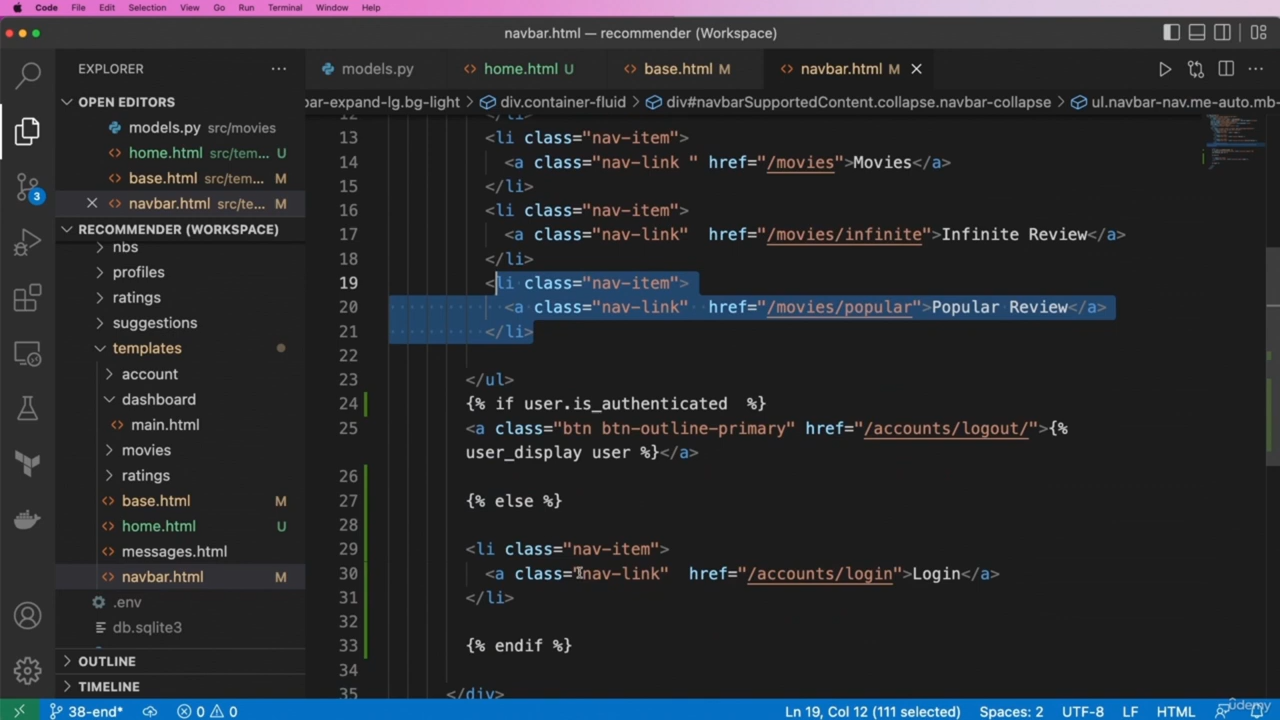 Code File Edit Selection View Go Run Terminal Window Help
navbar.html — recommender (Workspace)
EXPLORER
models.py
home.html U
base.html M
navbar.html M
OPEN EDITORS
bar-expand-lg.bg-light > div.container-fluid > div#navbarSupportedContent.collapse.navbar-collapse > ul.navbar-nav.me-auto.mb-
models.py src/movies
home.html src/tem... U
base.html src/temp... M
navbar.html src/te... M
RECOMMENDER (WORKSPACE)
nbs
profiles
ratings
suggestions
templates
account
dashboard
main.html
movies
ratings
base.html M
home.html U
messages.html
navbar.html M
.env
db.sqlite3
OUTLINE
TIMELINE
3
12 </li>
13 <li class="nav-item">
14 <a class="nav-link " href="/movies">Movies</a>
15 </li>
16 <li class="nav-item">
17 <a class="nav-link"  href="/movies/infinite">Infinite Review</a>
18 </li>
19 <li class="nav-item">
20 <a class="nav-link"  href="/movies/popular">Popular Review</a>
21 </li>
22
23 </ul>
24 {% if user.is_authenticated  %}
25 <a class="btn btn-outline-primary" href="/accounts/logout/">{%
user_display user %}</a>
26
27 {% else %}
28
29 <li class="nav-item">
30 <a class="nav-link"  href="/accounts/login">Login</a>
31 </li>
32
33 {% endif %}
34
35 </div>
38-end* 0 0 Ln 19, Col 12 (111 selected) Spaces: 2 UTF-8 LF HTML
ûdemy